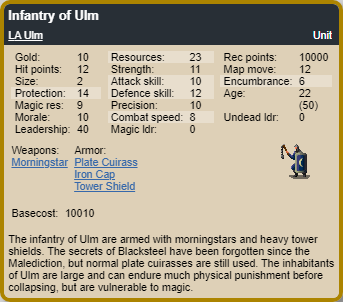 Infantry of Ulm
LA Ulm Unit
Gold: 10 Resources: 23 Rec points: 10000
Hit points: 12 Strength: 11 Map move: 12
Size: 2 Attack skill: 10 Encumbrance: 6
Protection: 14 Defence skill: 12 Age: 22
Magic res: 9 Precision: 10 (50)
Morale: 10 Combat speed: 8 Undead ldr: 0
Leadership: 40 Magic ldr: 0
Weapons: Armor:
Morningstar Plate Cuirass
Iron Cap
Tower Shield
Basecost: 10010
The infantry of Ulm are armed with morningstars and heavy tower
shields. The secrets of Blacksteel have been forgotten since the
Malediction, but normal plate cuirasses are still used. The inhabitants
of Ulm are large and can endure much physical punishment before
collapsing, but are vulnerable to magic.